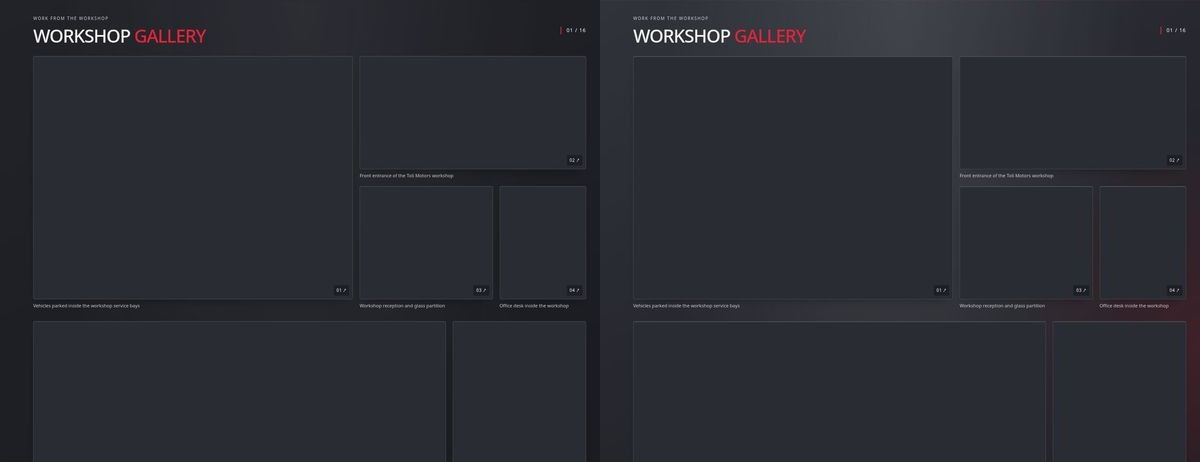 WORK FROM THE WORKSHOP
WORKSHOP GALLERY
01 / 16
02 ↗
Front entrance of the Toli Motors workshop
01 ↗
03 ↗
04 ↗
Vehicles parked inside the workshop service bays
Workshop reception and glass partition
Office desk inside the workshop
WORK FROM THE WORKSHOP
WORKSHOP GALLERY
01 / 16
02 ↗
Front entrance of the Toli Motors workshop
01 ↗
03 ↗
04 ↗
Vehicles parked inside the workshop service bays
Workshop reception and glass partition
Office desk inside the workshop